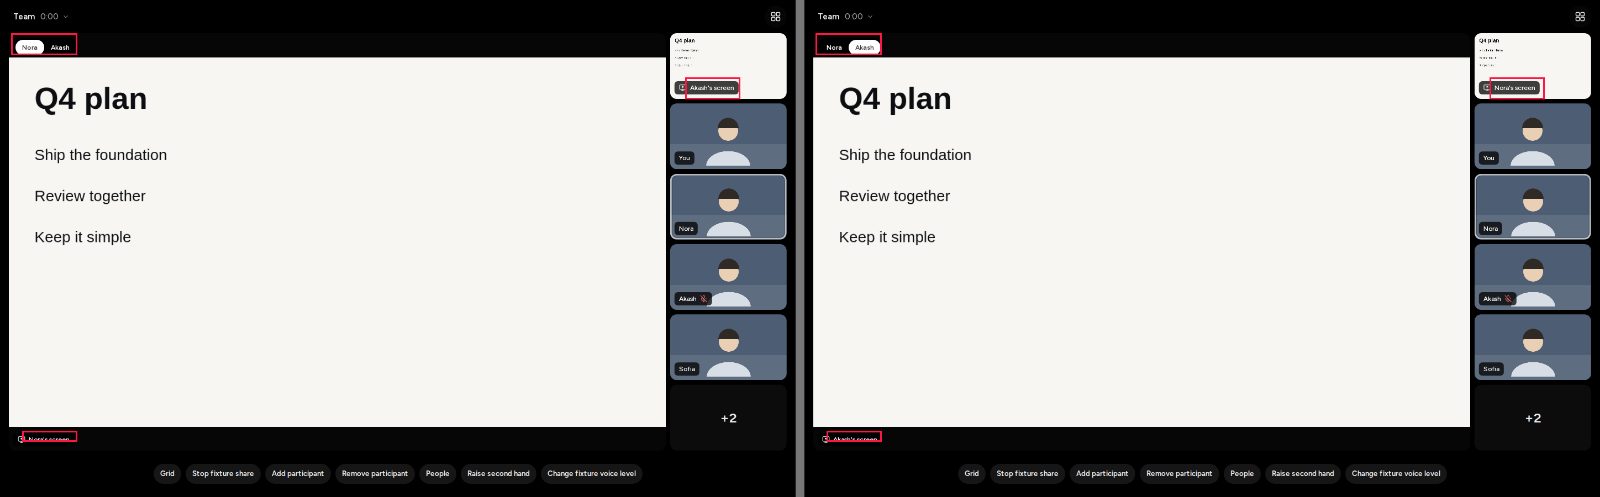 Team 0:00
Nora Akash
Q4 plan
Ship the foundation
Review together
Keep it simple
Nora's screen
Q4 plan
Akash's screen
You
Nora
Akash
Sofia
+2
Grid Stop fixture share Add participant Remove participant People Raise second hand Change fixture voice level
Team 0:00
Nora Akash
Q4 plan
Ship the foundation
Review together
Keep it simple
Akash's screen
Q4 plan
Nora's screen
You
Nora
Akash
Sofia
+2
Grid Stop fixture share Add participant Remove participant People Raise second hand Change fixture voice level